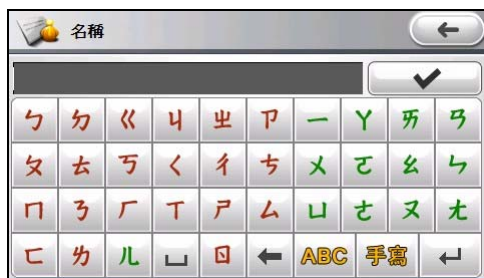 名稱
ㄅ ㄉ ㄍ ㄐ ㄓ ㄗ ㄧ ㄚ ㄞ ㄢ
ㄆ ㄊ ㄎ ㄑ ㄔ ㄘ ㄨ ㄛ ㄠ ㄣ
ㄇ ㄋ ㄏ ㄒ ㄕ ㄙ ㄩ ㄜ ㄡ ㄤ
ㄈ ㄌ ㄦ ㄖ ABC 手寫